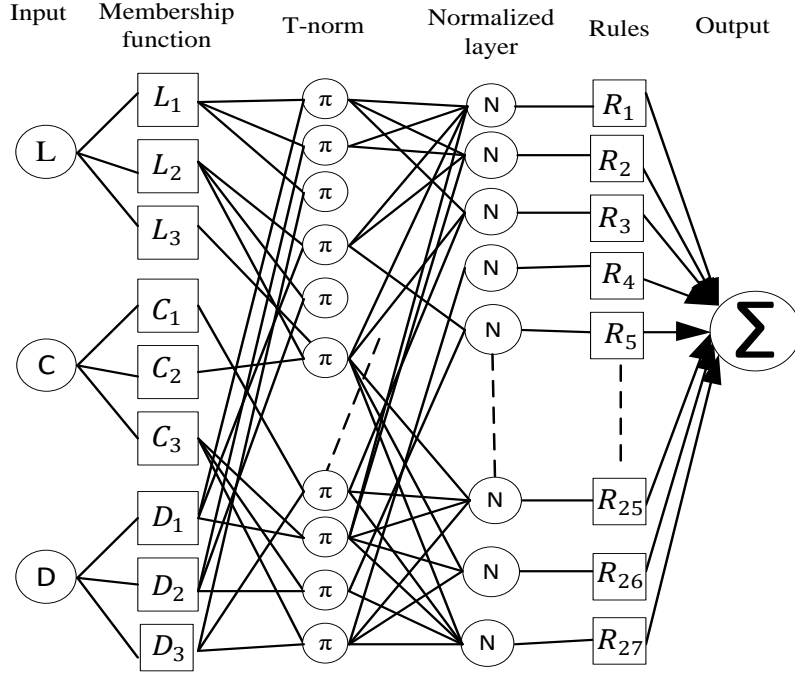 Input
Membership
function
T-norm
Normalized
layer
Rules
Output
L
C
D
L₁
L₂
L₃
C₁
C₂
C₃
D₁
D₂
D₃
π
π
π
π
π
π
π
π
π
π
N
N
N
N
N
N
N
N
R₁
R₂
R₃
R₄
R₅
R₂₅
R₂₆
R₂₇
Σ